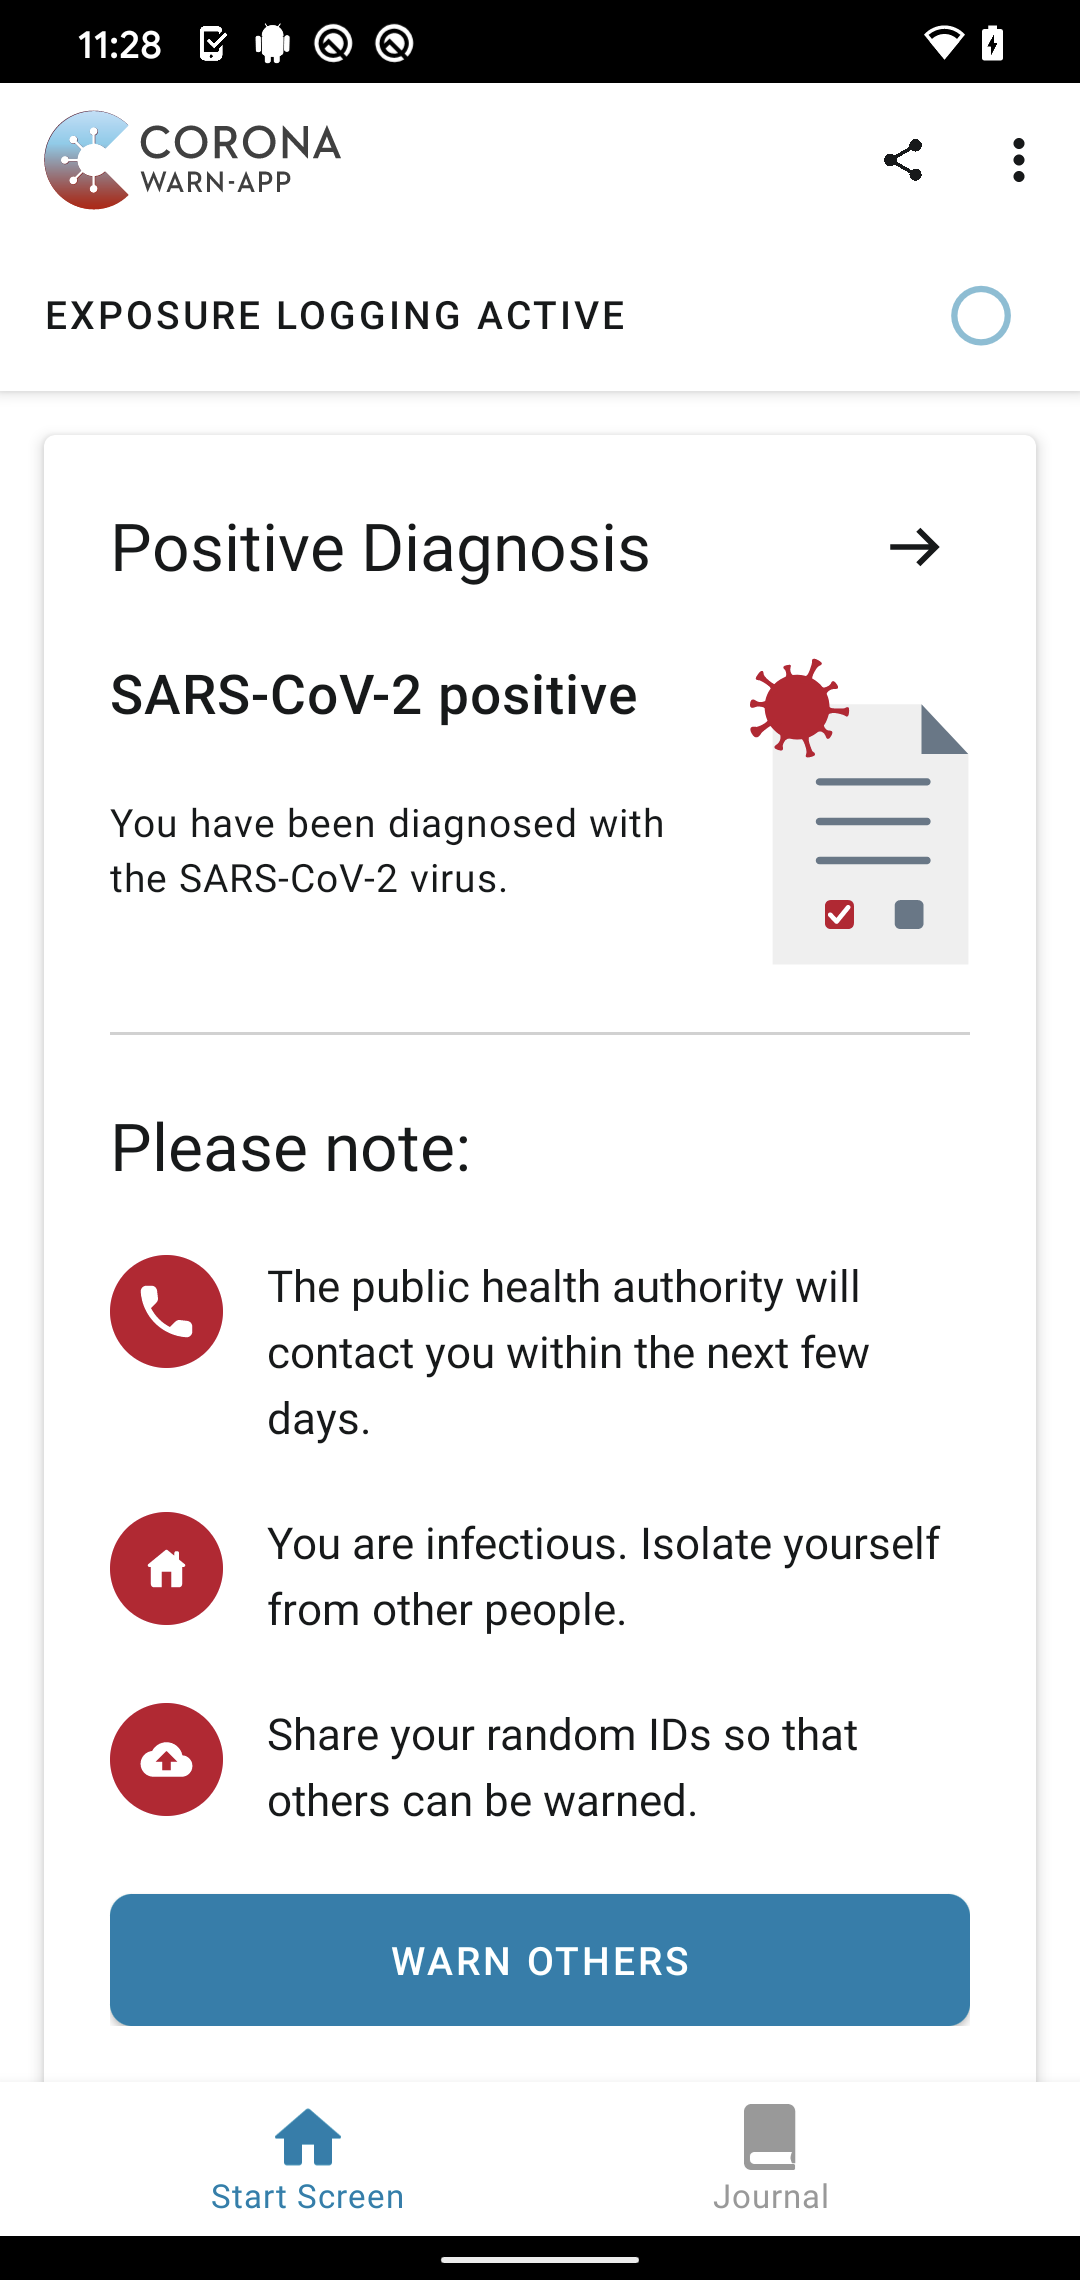 11:28
CORONA
WARN-APP
EXPOSURE LOGGING ACTIVE
Positive Diagnosis
SARS-CoV-2 positive
You have been diagnosed with
the SARS-CoV-2 virus.
Please note:
The public health authority will
contact you within the next few
days.
You are infectious. Isolate yourself
from other people.
Share your random IDs so that
others can be warned.
WARN OTHERS
Start Screen
Journal